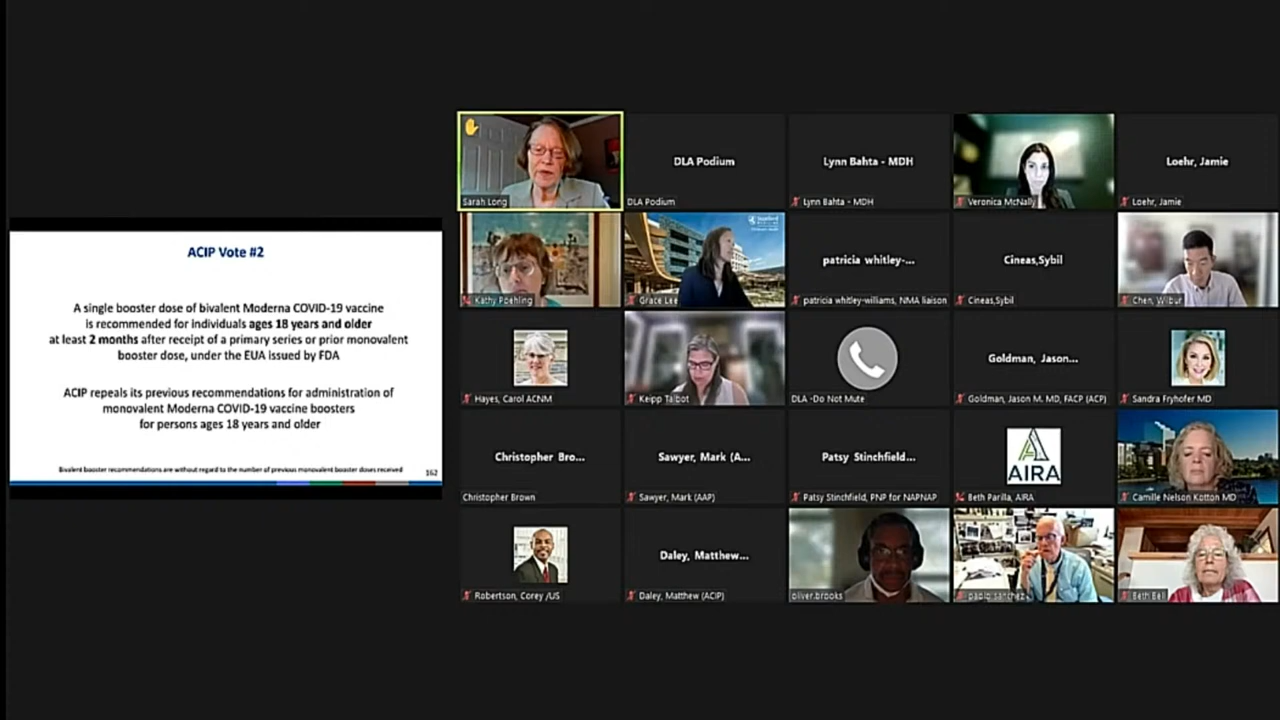 ACIP Vote #2
A single booster dose of bivalent Moderna COVID-19 vaccine
is recommended for individuals ages 18 years and older
at least 2 months after receipt of a primary series or prior monovalent
booster dose, under the EUA issued by FDA
ACIP repeals its previous recommendations for administration of
monovalent Moderna COVID-19 vaccine boosters
for persons ages 18 years and older
Bivalent booster recommendations are without regard to the number of previous monovalent booster doses received
162
Sarah Long
DLA Podium
DLA Podium
Lynn Bahta - MDH
Lynn Bahta - MDH
Veronica McNally
Loehr, Jamie
Loehr, Jamie
Kathy Poehling
Grace Lee
patricia whitley-...
patricia whitley-williams, NMA liaison
Cineas,Sybil
Cineas,Sybil
Chen, Wilbur
Hayes, Carol ACNM
Keipp Talbot
DLA -Do Not Mute
Goldman, Jason...
Goldman, Jason M. MD, FACP (ACP)
Sandra Fryhofer MD
Christopher Bro...
Christopher Brown
Sawyer, Mark (A...
Sawyer, Mark (AAP)
Patsy Stinchfield...
Patsy Stinchfield, PNP for NAPNAP
AIRA
Beth Parilla, AIRA
Camille Nelson Kotton MD
Robertson, Corey /US
Daley, Matthew...
Daley, Matthew (ACIP)
oliver.brooks
pablo sanchez
Beth Bell